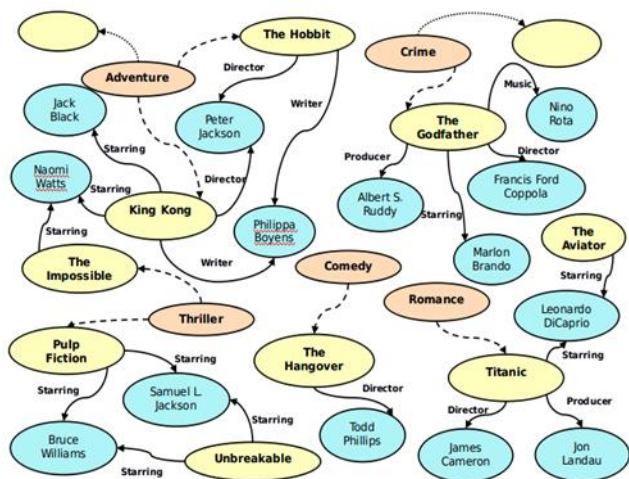 The Hobbit
Crime
Adventure
Director
Music
Jack
Black
Peter
Jackson
Writer
Nino
Rota
The
Godfather
Starring
Naomi
Watts
Starring
Director
Producer
Director
Francis Ford
Coppola
King Kong
Albert S.
Ruddy
Starring
Starring
Philippa
Boyens
The
Aviator
The
Impossible
Writer
Comedy
Marlon
Brando
Starring
Romance
Thriller
Leonardo
DiCaprio
Pulp
Fiction
Starring
The
Hangover
Titanic
Starring
Starring
Samuel L.
Jackson
Director
Director
Producer
Starring
Todd
Phillips
Bruce
Williams
Starring
Unbreakable
James
Cameron
Jon
Landau